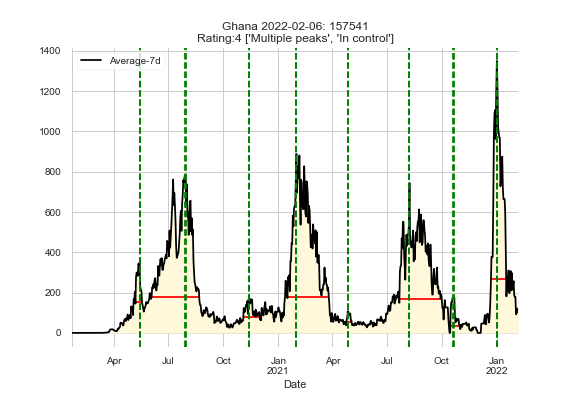 Ghana 2022-02-06: 157541
Rating:4 ['Multiple peaks', 'In control']
Average-7d
1400
1200
1000
800
600
400
200
0
Apr Jul Oct Jan Apr Jul Oct Jan
2021 2022
Date